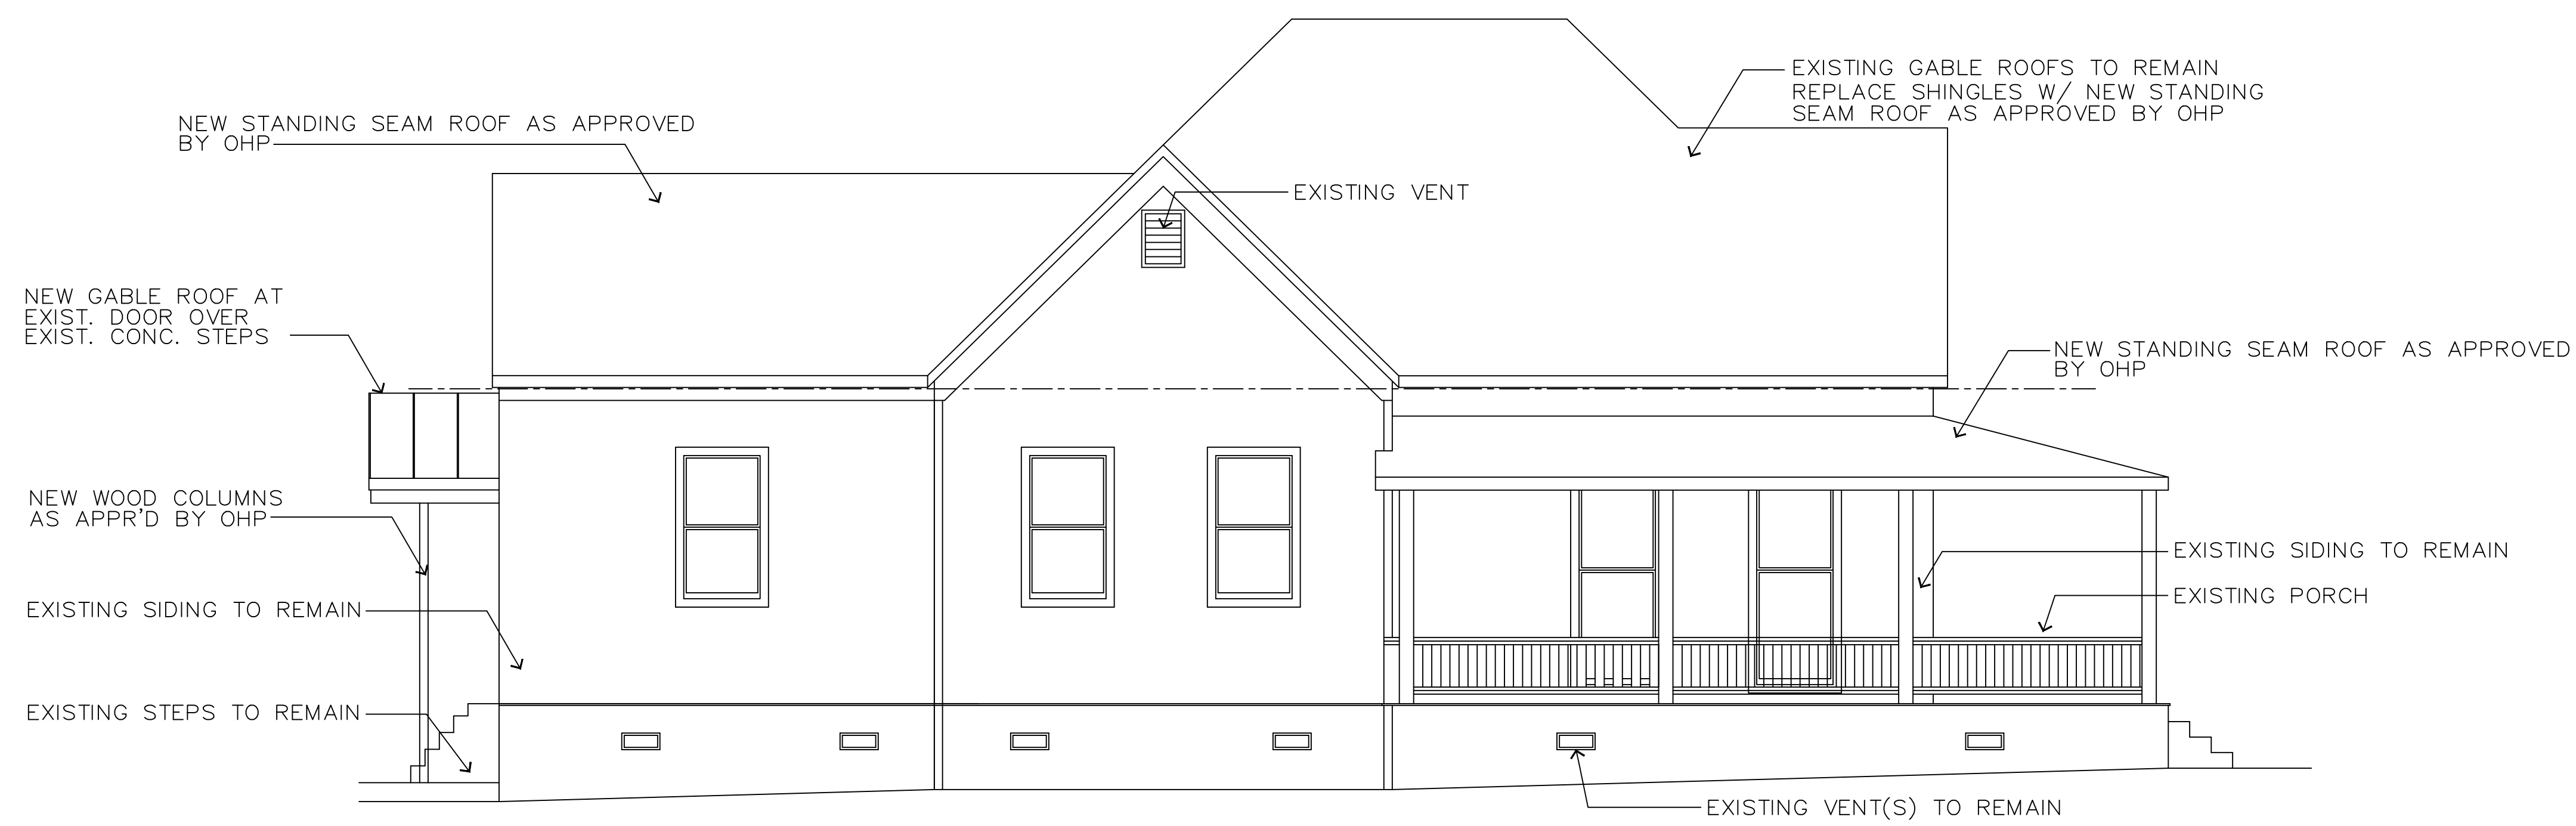 EXISTING GABLE ROOFS TO REMAIN
REPLACE SHINGLES W/ NEW STANDING
SEAM ROOF AS APPROVED BY OHP
NEW STANDING SEAM ROOF AS APPROVED
BY OHP
EXISTING VENT
NEW GABLE ROOF AT
EXIST. DOOR OVER
EXIST. CONC. STEPS
NEW STANDING SEAM ROOF AS APPROVED
BY OHP
NEW WOOD COLUMNS
AS APPR'D BY OHP
EXISTING SIDING TO REMAIN
EXISTING PORCH
EXISTING SIDING TO REMAIN
EXISTING STEPS TO REMAIN
EXISTING VENT(S) TO REMAIN